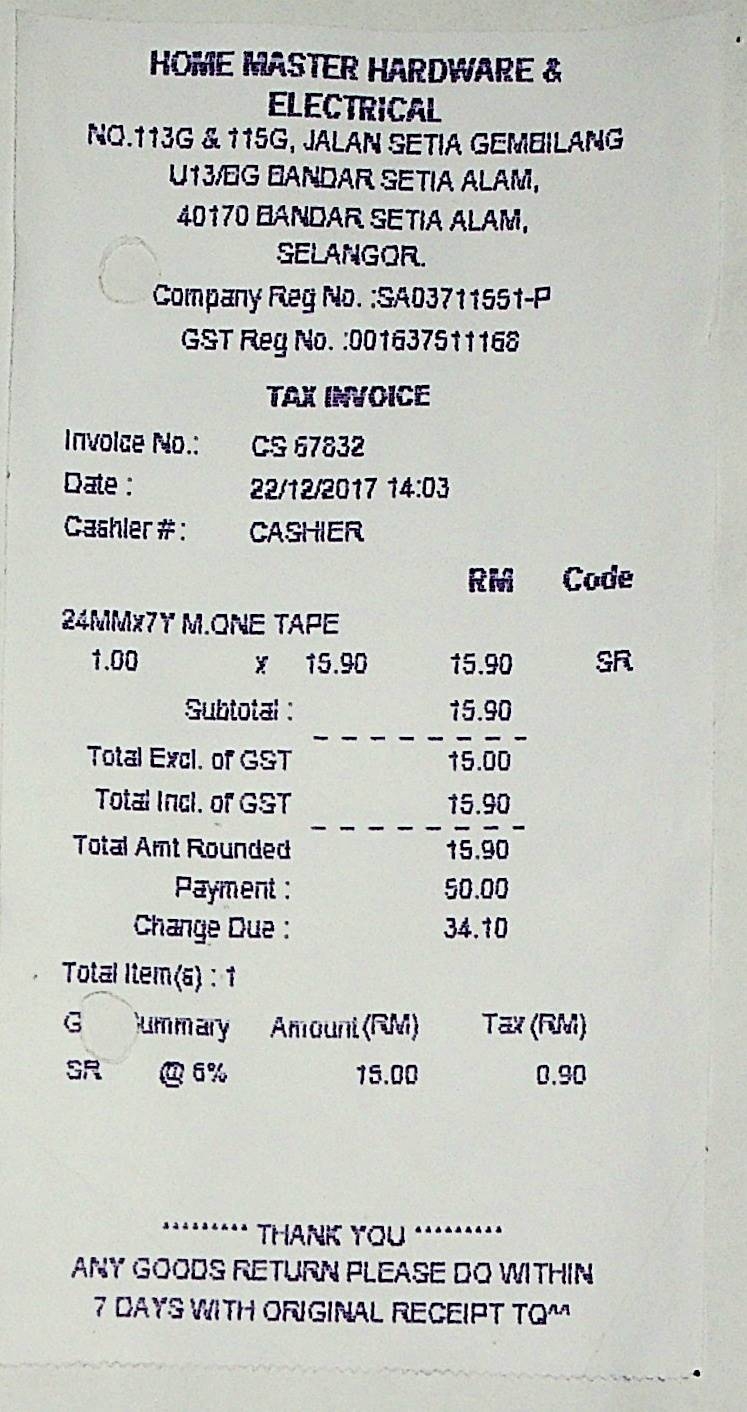 HOME MASTER HARDWARE &
ELECTRICAL
NO.113G & 115G, JALAN SETIA GEMBILANG
U13/BG BANDAR SETIA ALAM,
40170 BANDAR SETIA ALAM,
SELANGOR.
Company Reg No. :SA03711551-P
GST Reg No. :001637511168
TAX INVOICE
Invoice No.: CS 67832
Date : 22/12/2017 14:03
Cashier #: CASHIER
RM Code
24MMx7Y M.ONE TAPE
1.00 x 15.90 15.90 SR
Subtotal : 15.90
Total Excl. of GST 15.00
Total Incl. of GST 15.90
Total Amt Rounded 15.90
Payment : 50.00
Change Due : 34.10
Total Item(s) : 1
G ummary Amount (RM) Tax (RM)
SR @ 6% 15.00 0.90
********* THANK YOU *********
ANY GOODS RETURN PLEASE DO WITHIN
7 DAYS WITH ORIGINAL RECEIPT TQ^^